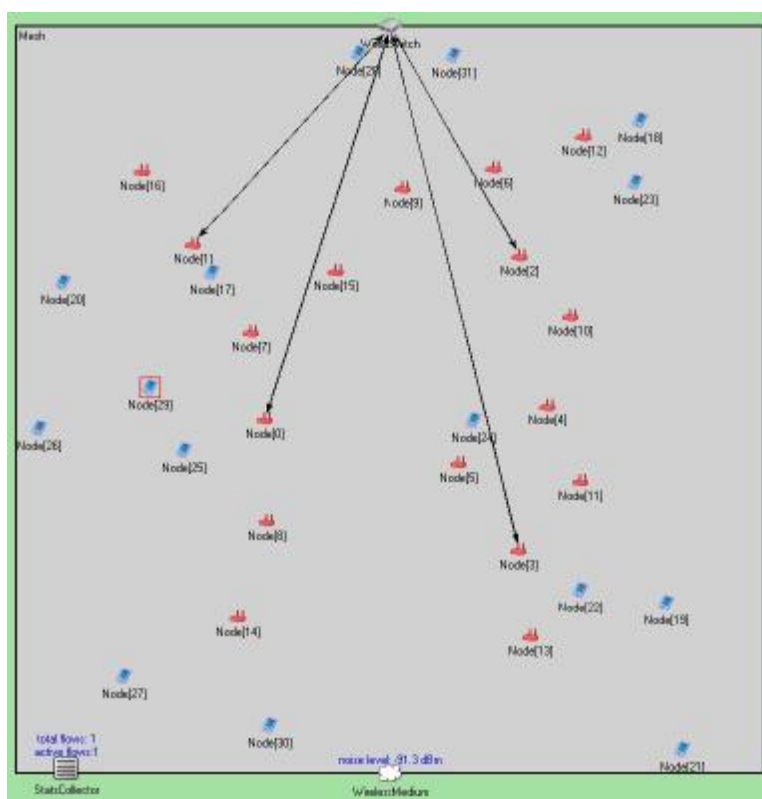 Mesh
Node[31]
Node[18]
Node[12]
Node[16]
Node[6]
Node[9]
Node[23]
Node[1]
Node[2]
Node[17]
Node[15]
Node[20]
Node[10]
Node[7]
Node[29]
Node[4]
Node[0]
Node[24]
Node[26]
Node[25]
Node[5]
Node[11]
Node[8]
Node[3]
Node[22]
Node[19]
Node[14]
Node[13]
Node[27]
total flows: 1
active flows:1
Node[30]
noise level: -91.3 dBm
Node[21]
StatsCollector
WirelessMedium